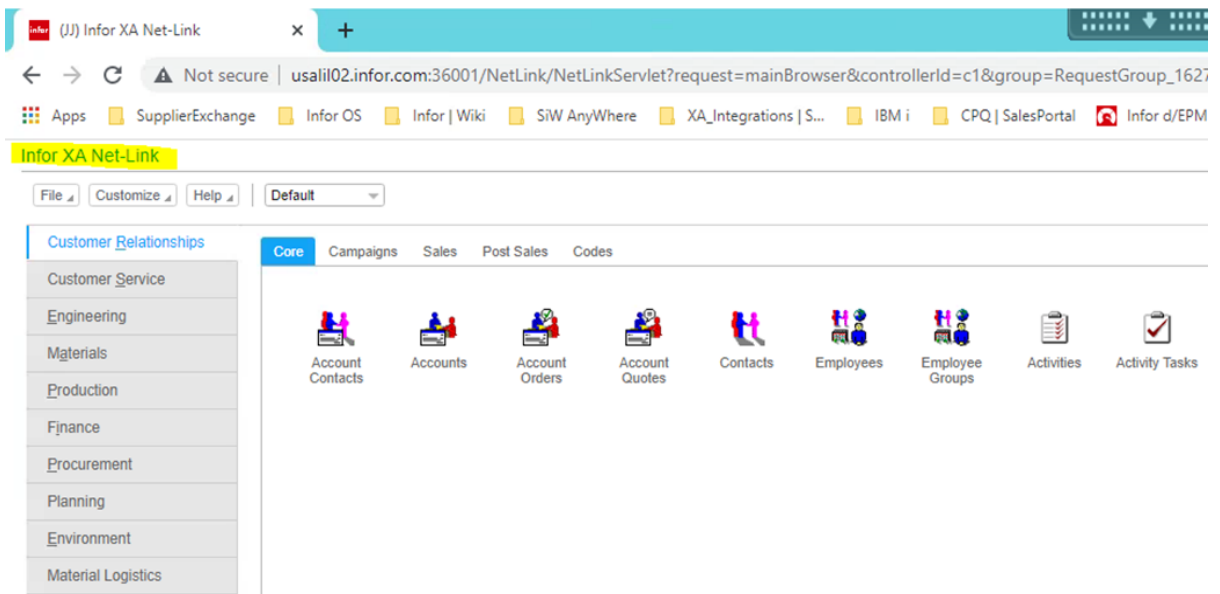 infor (JJ) Infor XA Net-Link
Not secure usalil02.infor.com:36001/NetLink/NetLinkServlet?request=mainBrowser&controllerId=c1&group=RequestGroup_1627
Apps SupplierExchange Infor OS Infor | Wiki SiW AnyWhere XA_Integrations | S... IBM i CPQ | SalesPortal Infor d/EPM
Infor XA Net-Link
File Customize Help Default
Customer Relationships
Customer Service
Engineering
Materials
Production
Finance
Procurement
Planning
Environment
Material Logistics
Core Campaigns Sales Post Sales Codes
Account Contacts
Accounts
Account Orders
Account Quotes
Contacts
Employees
Employee Groups
Activities
Activity Tasks